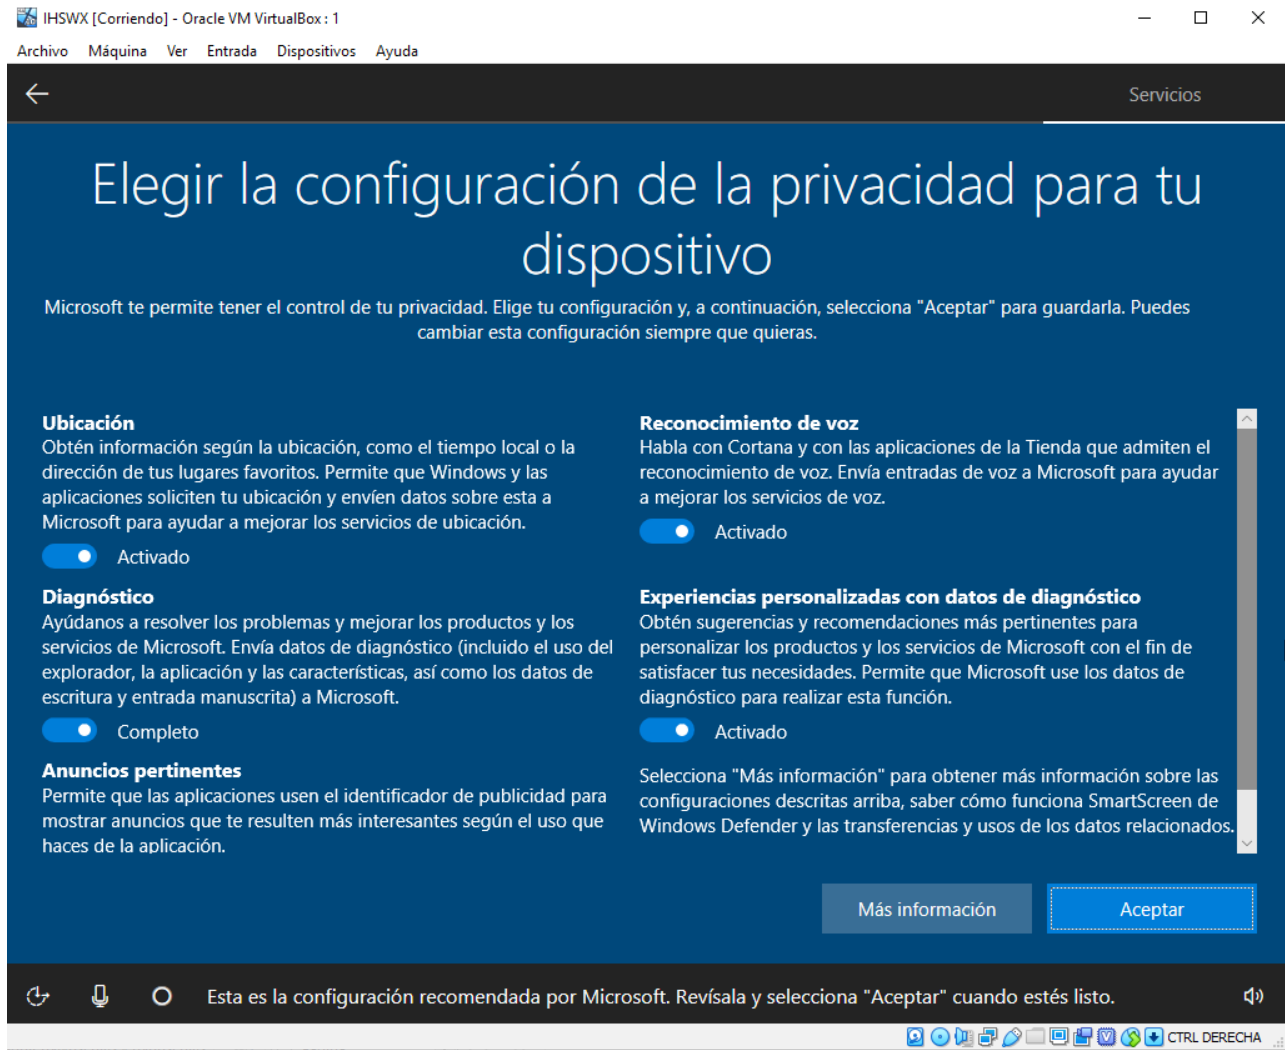 IHSWX [Corriendo] - Oracle VM VirtualBox : 1
Archivo Máquina Ver Entrada Dispositivos Ayuda
Servicios
Elegir la configuración de la privacidad para tu
dispositivo
Microsoft te permite tener el control de tu privacidad. Elige tu configuración y, a continuación, selecciona "Aceptar" para guardarla. Puedes
cambiar esta configuración siempre que quieras.
Ubicación
Obtén información según la ubicación, como el tiempo local o la
dirección de tus lugares favoritos. Permite que Windows y las
aplicaciones soliciten tu ubicación y envíen datos sobre esta a
Microsoft para ayudar a mejorar los servicios de ubicación.
Activado
Reconocimiento de voz
Habla con Cortana y con las aplicaciones de la Tienda que admiten el
reconocimiento de voz. Envía entradas de voz a Microsoft para ayudar
a mejorar los servicios de voz.
Activado
Diagnóstico
Ayúdanos a resolver los problemas y mejorar los productos y los
servicios de Microsoft. Envía datos de diagnóstico (incluido el uso del
explorador, la aplicación y las características, así como los datos de
escritura y entrada manuscrita) a Microsoft.
Completo
Experiencias personalizadas con datos de diagnóstico
Obtén sugerencias y recomendaciones más pertinentes para
personalizar los productos y los servicios de Microsoft con el fin de
satisfacer tus necesidades. Permite que Microsoft use los datos de
diagnóstico para realizar esta función.
Activado
Anuncios pertinentes
Permite que las aplicaciones usen el identificador de publicidad para
mostrar anuncios que te resulten más interesantes según el uso que
haces de la aplicación.
Selecciona "Más información" para obtener más información sobre las
configuraciones descritas arriba, saber cómo funciona SmartScreen de
Windows Defender y las transferencias y usos de los datos relacionados.
Más información
Aceptar
Esta es la configuración recomendada por Microsoft. Revísala y selecciona "Aceptar" cuando estés listo.
CTRL DERECHA